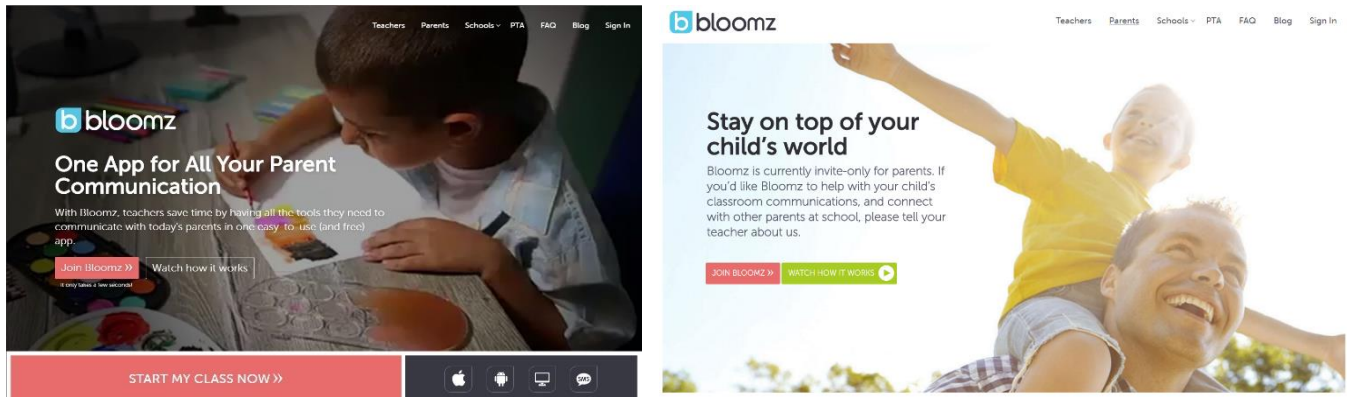 Teachers Parents Schools PTA FAQ Blog Sign In
b bloomz
One App for All Your Parent
Communication
With Bloomz, teachers save time by having all the tools they need to
communicate with today's parents in one easy-to-use (and free)
app.
Join Bloomz » Watch how it works
It only takes a few seconds!
START MY CLASS NOW »
SMS
b bloomz
Teachers Parents Schools PTA FAQ Blog Sign In
Stay on top of your
child's world
Bloomz is currently invite-only for parents. If
you'd like Bloomz to help with your child's
classroom communications, and connect
with other parents at school, please tell your
teacher about us.
JOIN BLOOMZ » WATCH HOW IT WORKS